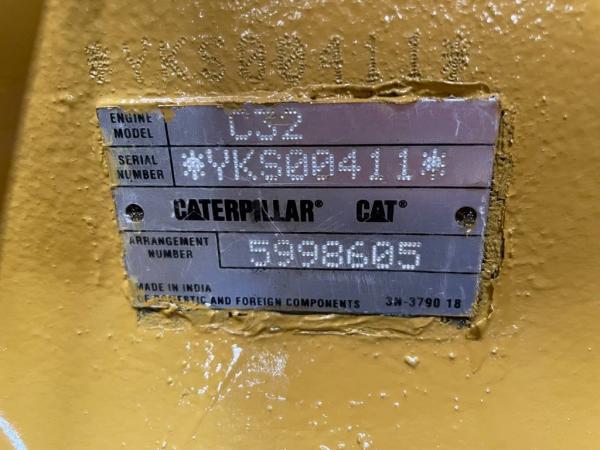 *YKS00411*
ENGINE MODEL C32
SERIAL NUMBER *YKS00411*
CATERPILLAR® CAT®
ARRANGEMENT NUMBER 5998605
MADE IN INDIA
OF DOMESTIC AND FOREIGN COMPONENTS 3N-3790 18